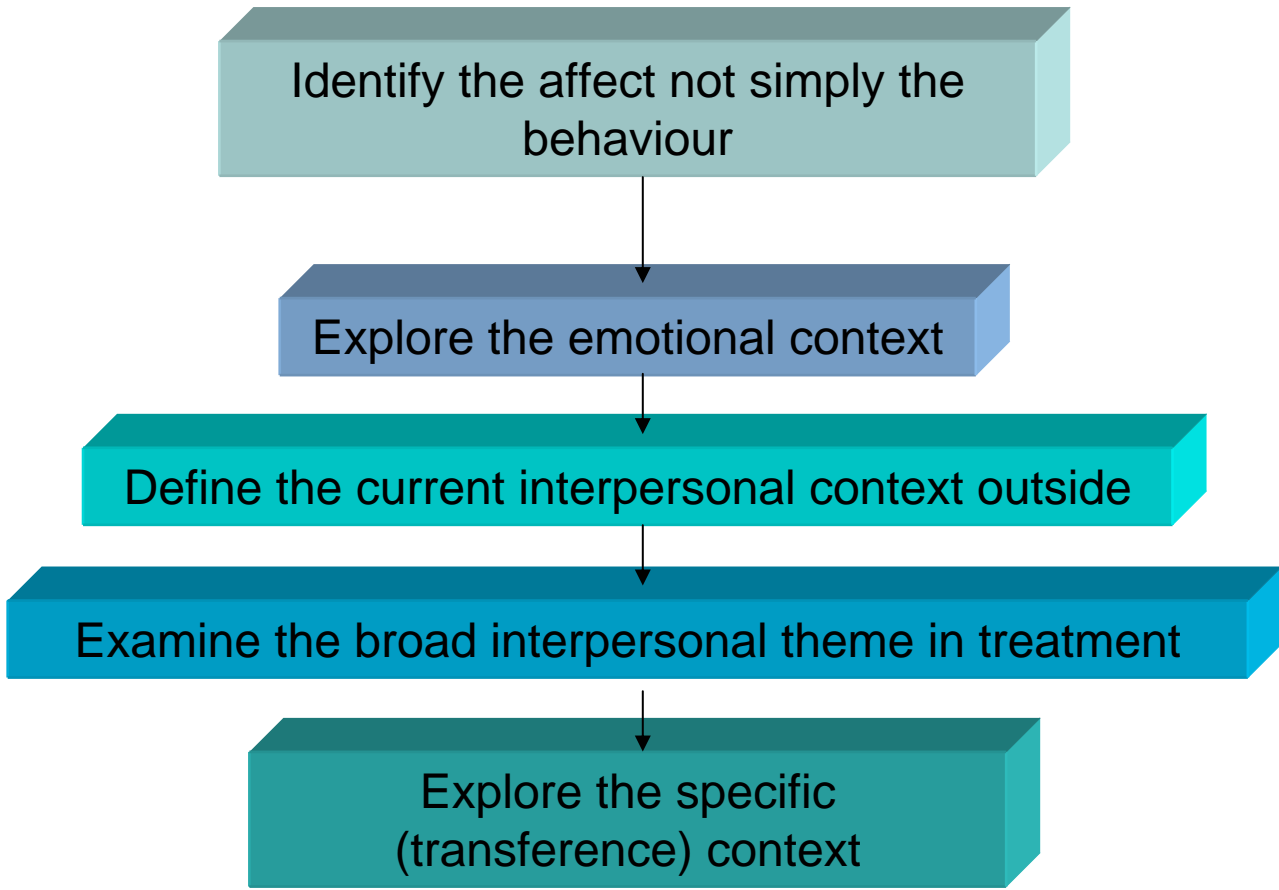 Identify the affect not simply the
behaviour
Explore the emotional context
Define the current interpersonal context outside
Examine the broad interpersonal theme in treatment
Explore the specific
(transference) context